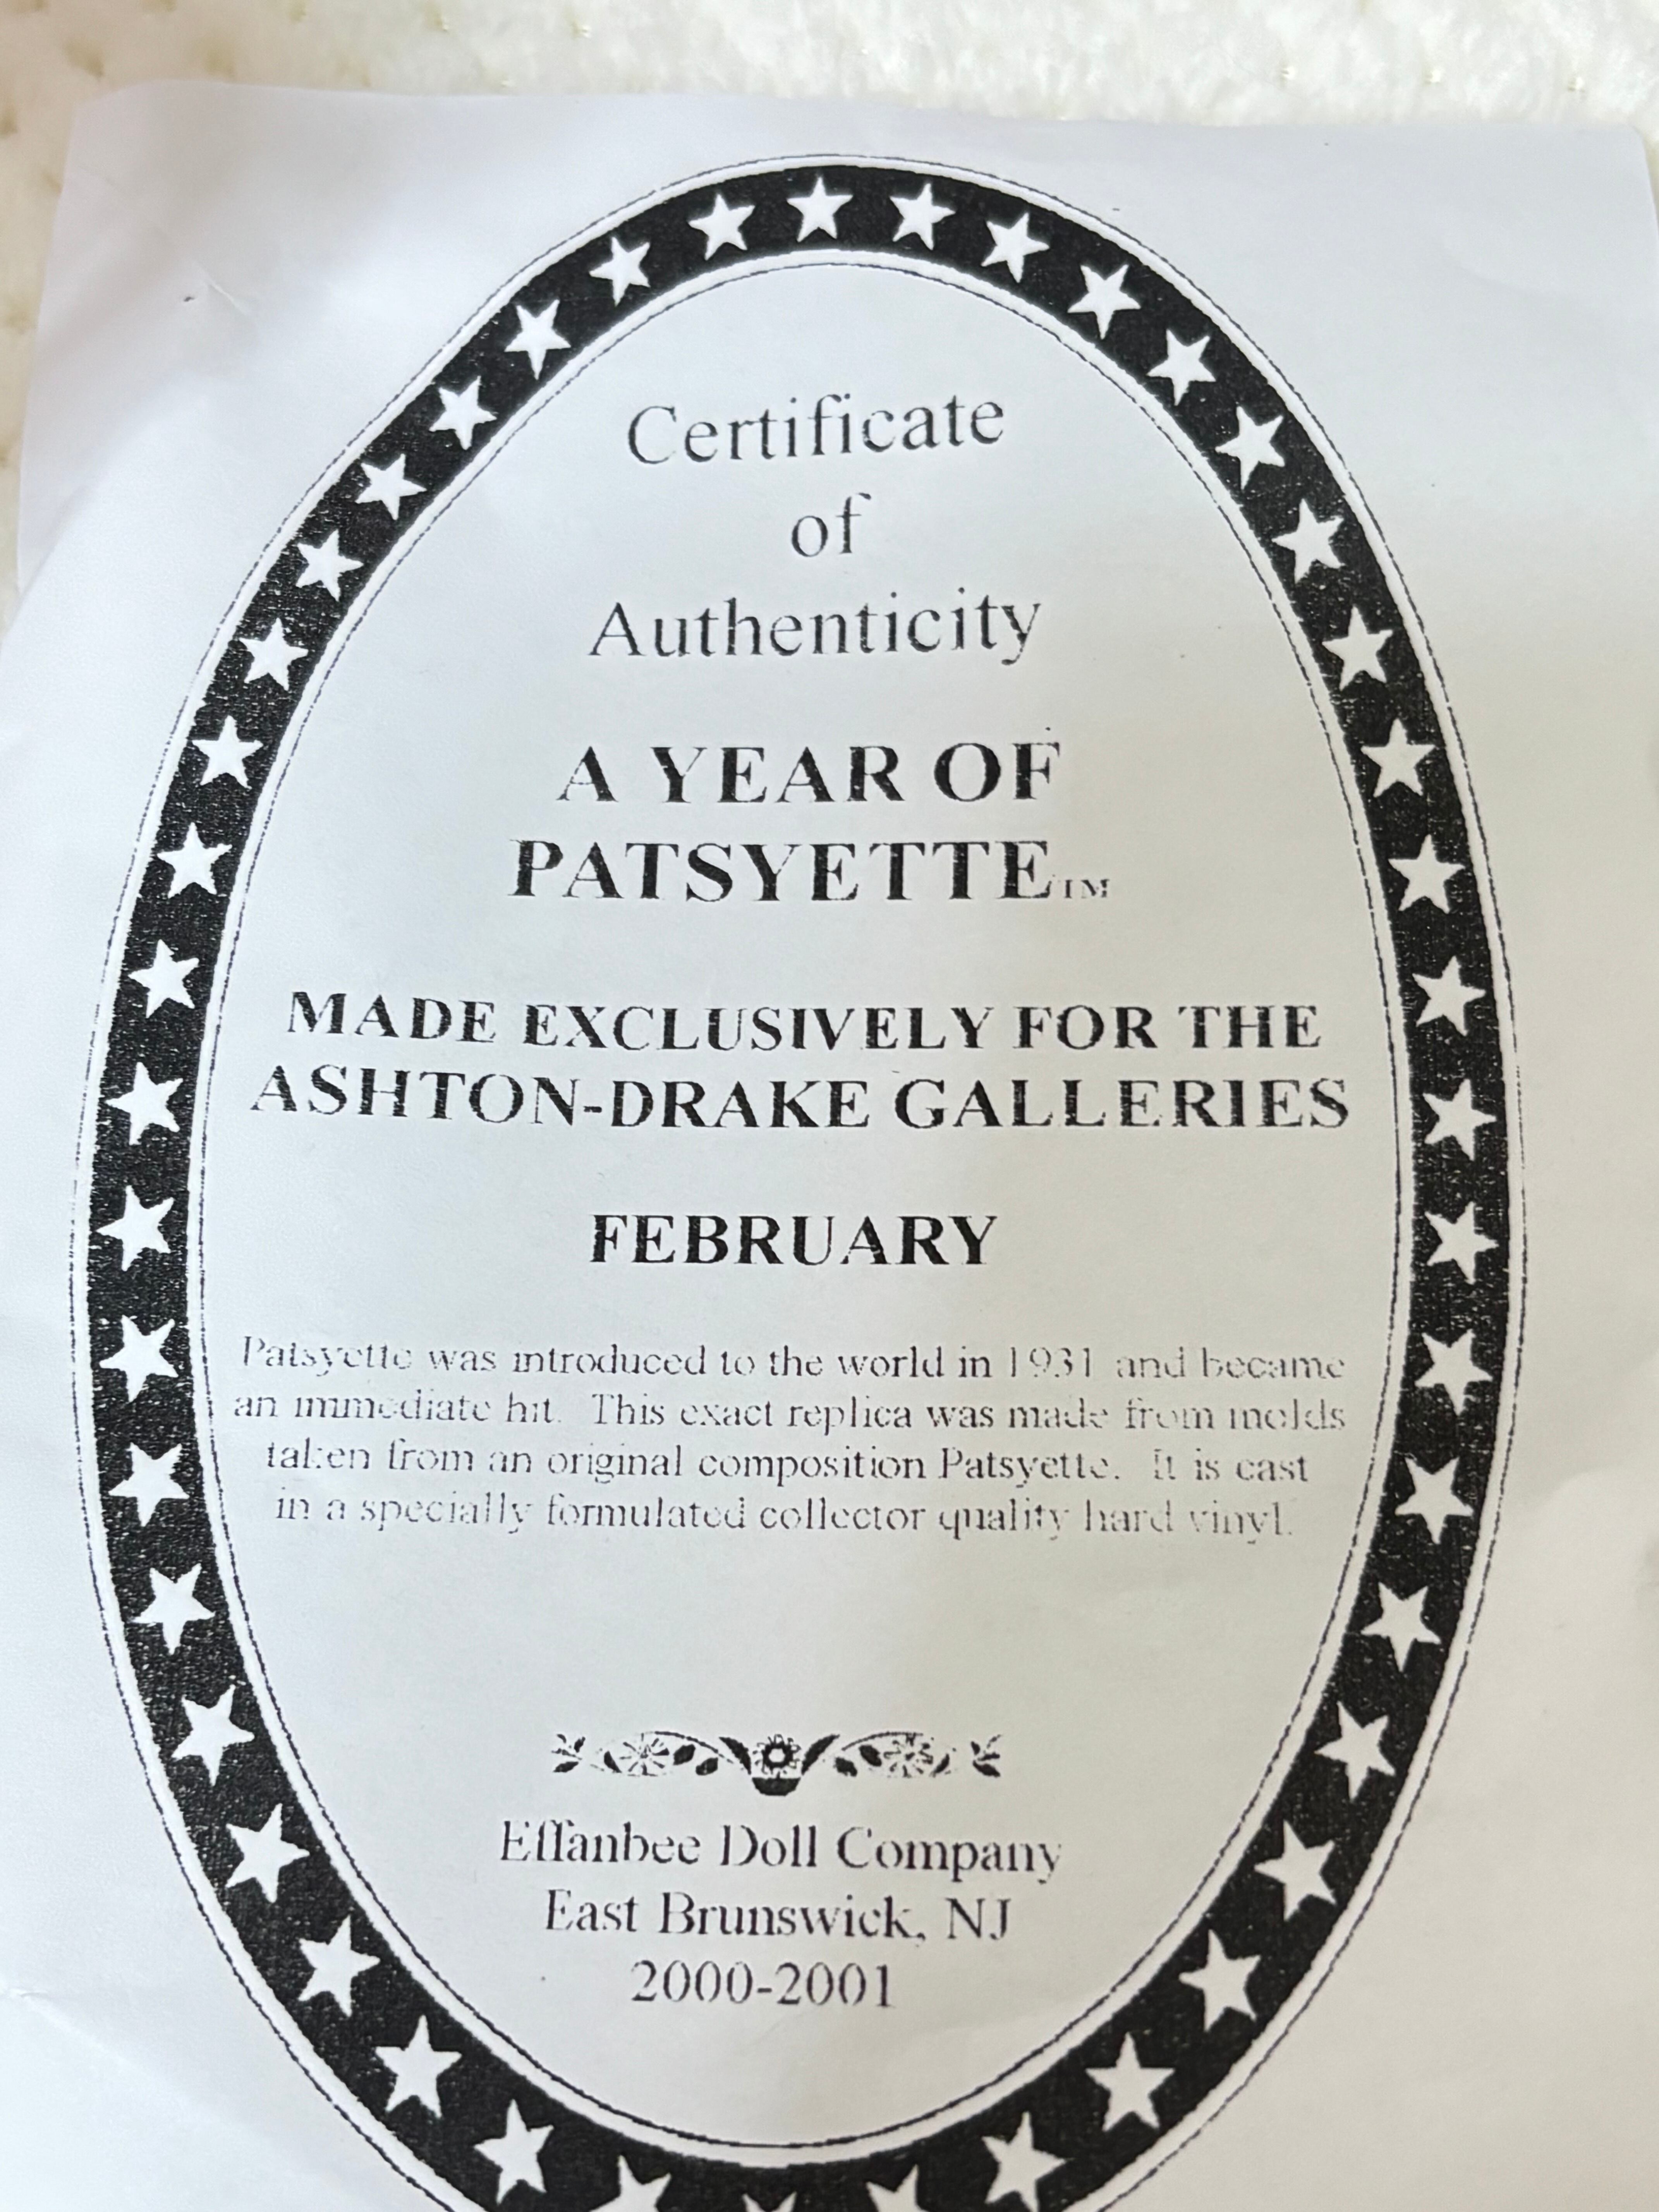 Certificate
of
Authenticity
A YEAR OF
PATSYETTE™
MADE EXCLUSIVELY FOR THE
ASHTON-DRAKE GALLERIES
FEBRUARY
Patsyette was introduced to the world in 1931 and became
an immediate hit. This exact replica was made from molds
taken from an original composition Patsyette. It is cast
in a specially formulated collector quality hard vinyl.
Effanbee Doll Company
East Brunswick, NJ
2000-2001